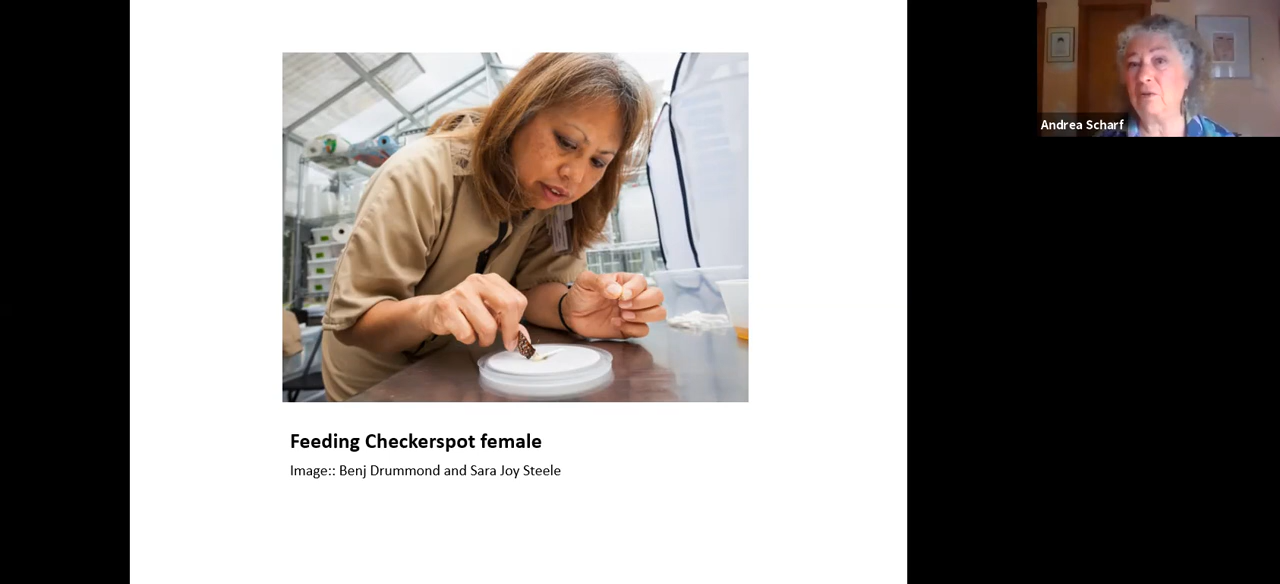 Andrea Scharf
Feeding Checkerspot female
Image:: Benj Drummond and Sara Joy Steele